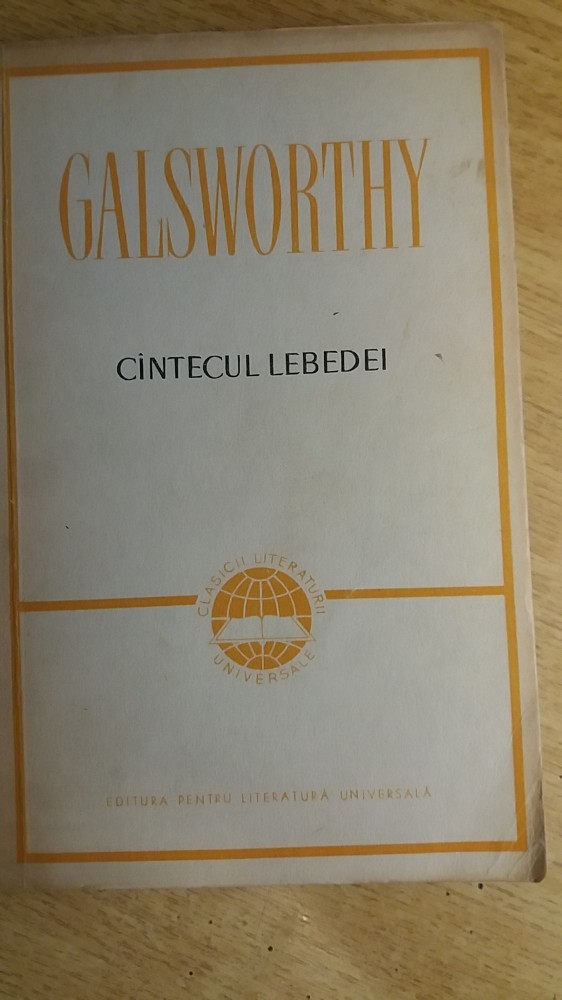 GALSWORTHY
CÎNTECUL LEBEDEI
CLASICII LITERATURII
UNIVERSALE
EDITURA PENTRU LITERATURĂ UNIVERSALĂ